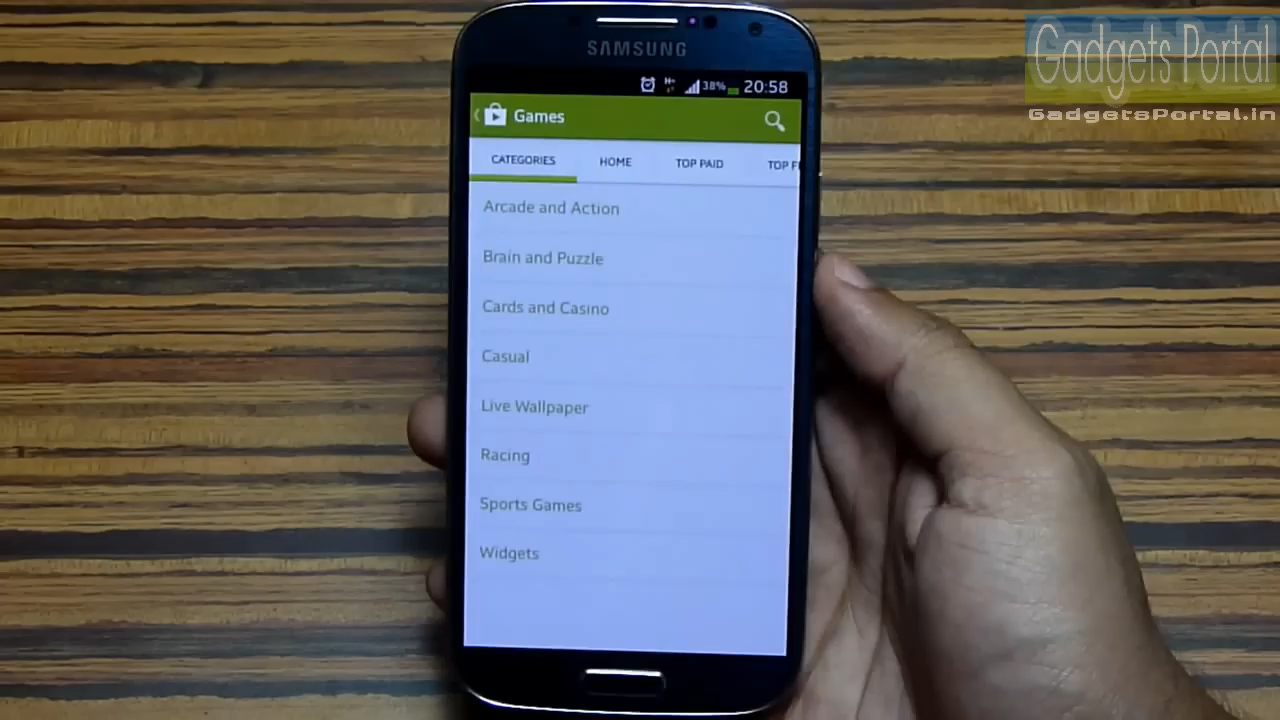 Gadgets Portal
GadgetsPortal.in
SAMSUNG
H+ 38% 20:58
Games
CATEGORIES HOME TOP PAID TOP F
Arcade and Action
Brain and Puzzle
Cards and Casino
Casual
Live Wallpaper
Racing
Sports Games
Widgets